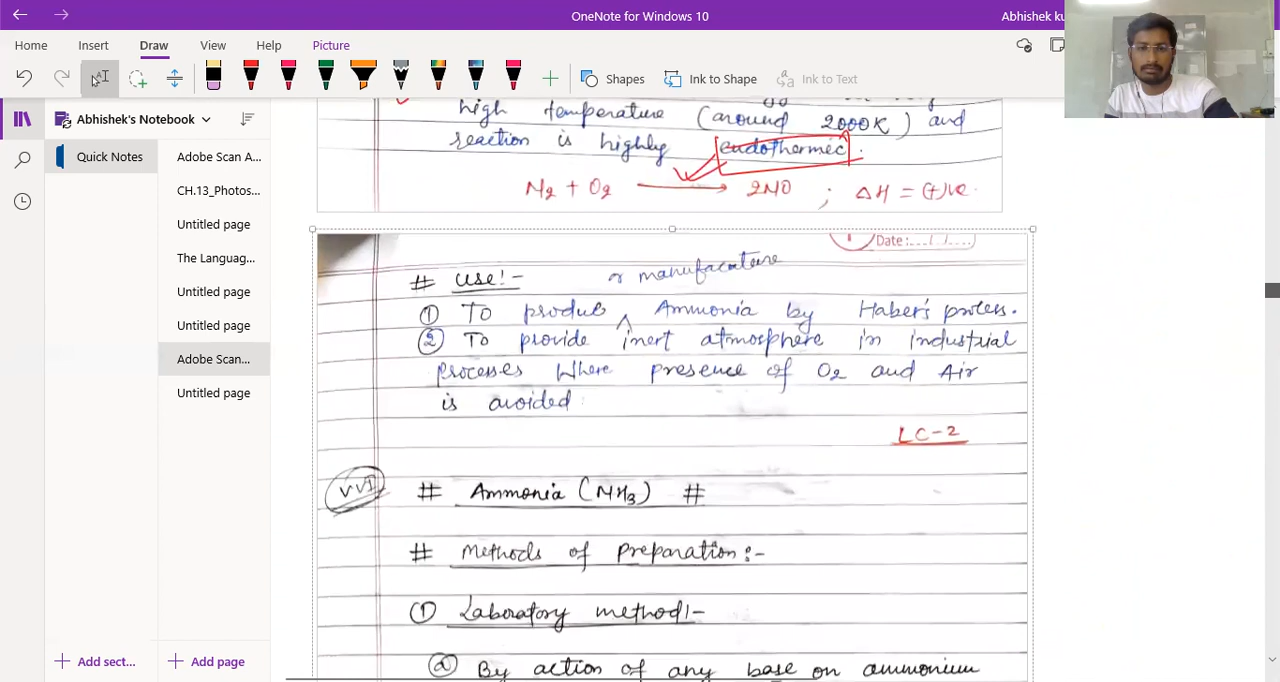 OneNote for Windows 10
Abhishek ku
Home Insert Draw View Help Picture
Shapes Ink to Shape Ink to Text
Abhishek's Notebook
Quick Notes
Adobe Scan A...
CH.13_Photos...
Untitled page
The Languag...
Untitled page
Untitled page
Adobe Scan...
Untitled page
Add sect...
Add page
high temperature (around 2000K) and
reaction is highly endothermic.
N2 + O2 → 2NO ; ΔH = (+)ve.
1 Date:.../.../....
# Use:-
or manufacature
① To produce Ammonia by Haber's process.
② To provide inert atmosphere in industrial
processes where presence of O2 and Air
is avoided.
LC-2
VVI # Ammonia (NH3) #
# Methods of Preparation:-
① Laboratory method:-
ⓐ By action of any base on ammonium